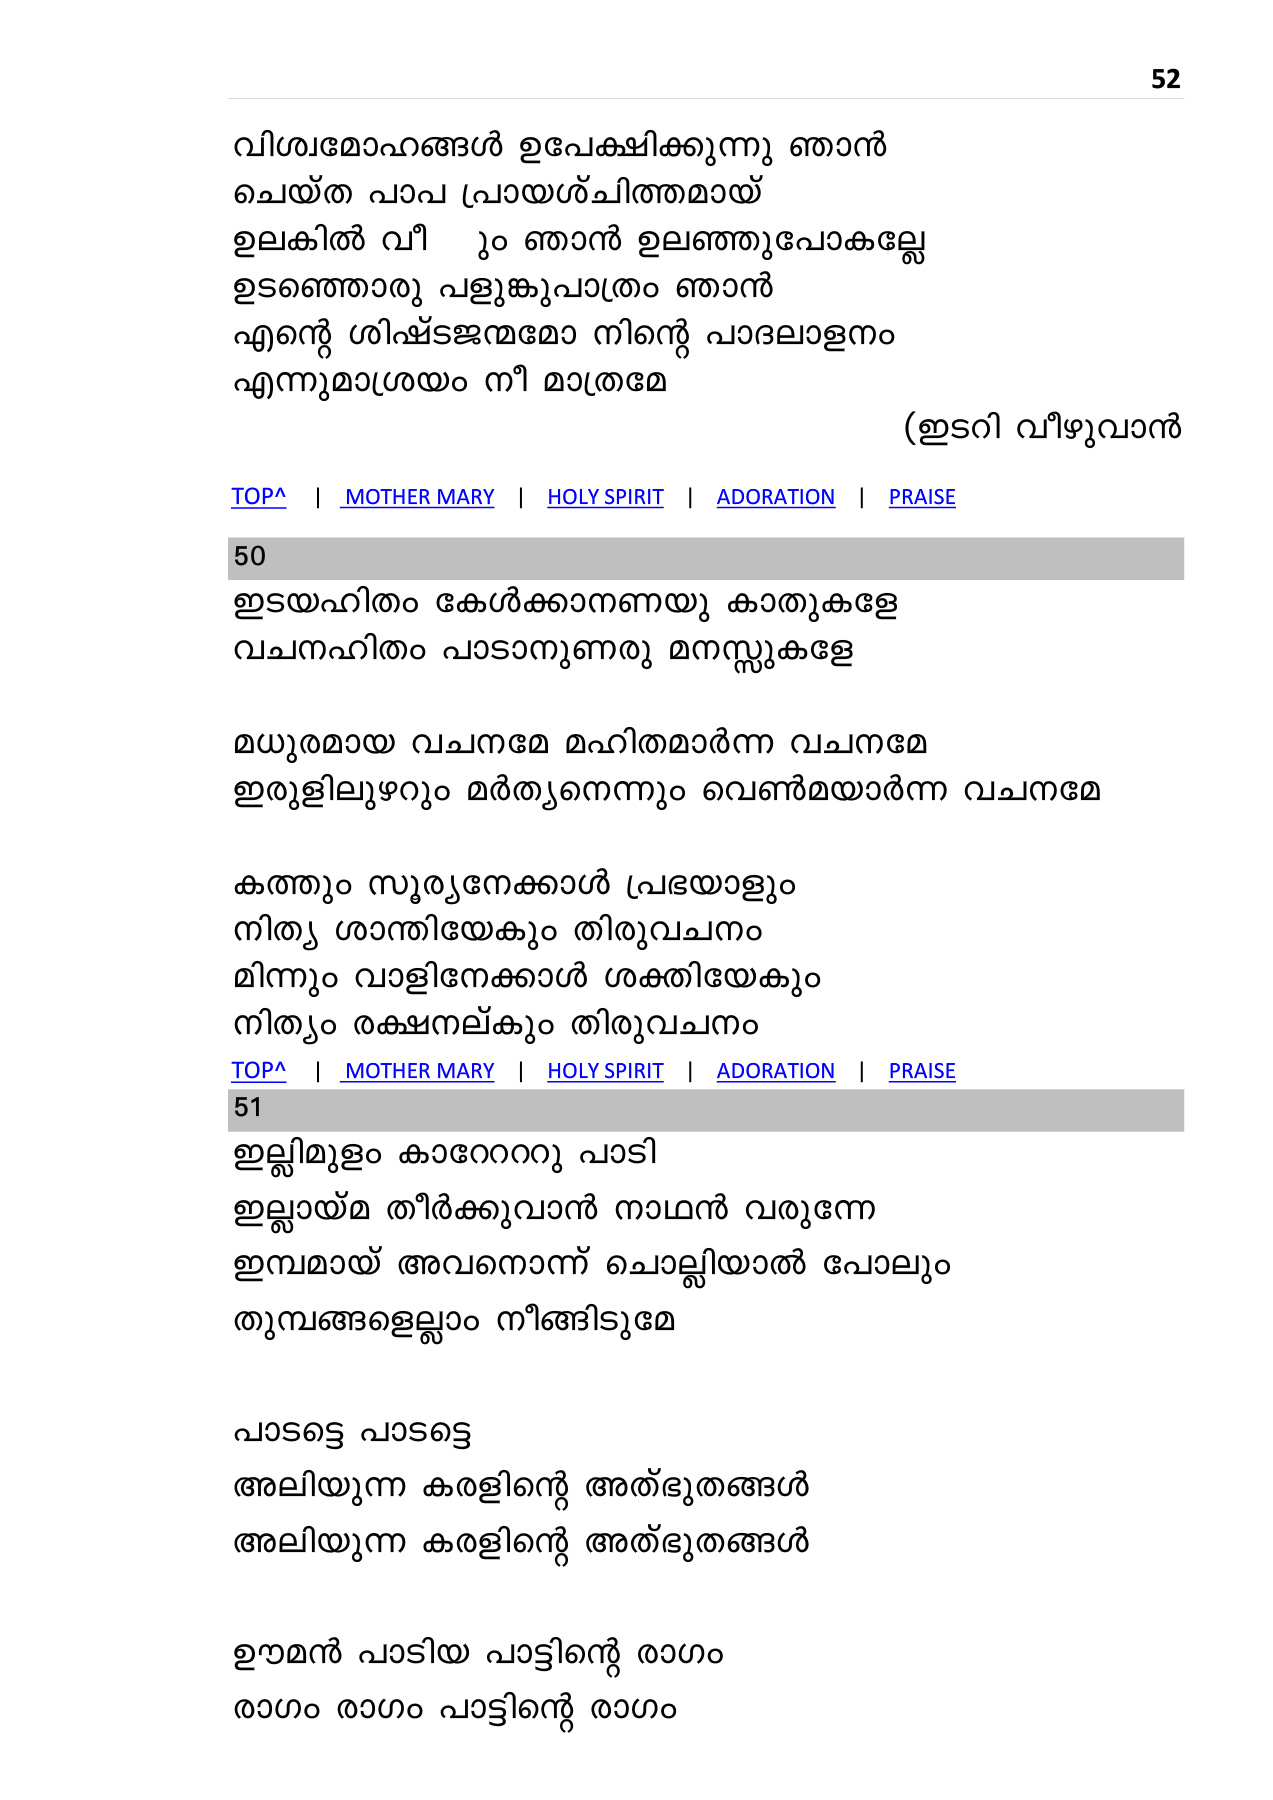 52
വിശ്വമോഹങ്ങൾ ഉപേക്ഷിക്കുന്നു ഞാൻ
ചെയ്ത പാപ പ്രായശ്ചിത്തമായ്
ഉലകിൽ വീ ും ഞാൻ ഉലഞ്ഞുപോകല്ലേ
ഉടഞ്ഞൊരു പളുങ്കുപാത്രം ഞാൻ
എന്റെ ശിഷ്ടജന്മമോ നിന്റെ പാദലാളനം
എന്നുമാശ്രയം നീ മാത്രമേ
(ഇടറി വീഴുവാൻ
TOP^ | MOTHER MARY | HOLY SPIRIT | ADORATION | PRAISE
50
ഇടയഹിതം കേൾക്കാനണയു കാതുകളേ
വചനഹിതം പാടാനുണരു മനസ്സുകളേ
മധുരമായ വചനമേ മഹിതമാർന്ന വചനമേ
ഇരുളിലുഴറും മർത്യനെന്നും വെൺമയാർന്ന വചനമേ
കത്തും സൂര്യനേക്കാൾ പ്രഭയാളും
നിത്യ ശാന്തിയേകും തിരുവചനം
മിന്നും വാളിനേക്കാൾ ശക്തിയേകും
നിത്യം രക്ഷനല്കും തിരുവചനം
TOP^ | MOTHER MARY | HOLY SPIRIT | ADORATION | PRAISE
51
ഇല്ലിമുളം കാറേററററു പാടി
ഇല്ലായ്മ തീർക്കുവാൻ നാഥൻ വരുന്നേ
ഇമ്പമായ് അവനൊന്ന് ചൊല്ലിയാൽ പോലും
തുമ്പങ്ങളെല്ലാം നീങ്ങിടുമേ
പാടട്ടെ പാടട്ടെ
അലിയുന്ന കരളിന്റെ അത്ഭുതങ്ങൾ
അലിയുന്ന കരളിന്റെ അത്ഭുതങ്ങൾ
ഊമൻ പാടിയ പാട്ടിന്റെ രാഗം
രാഗം രാഗം പാട്ടിന്റെ രാഗം